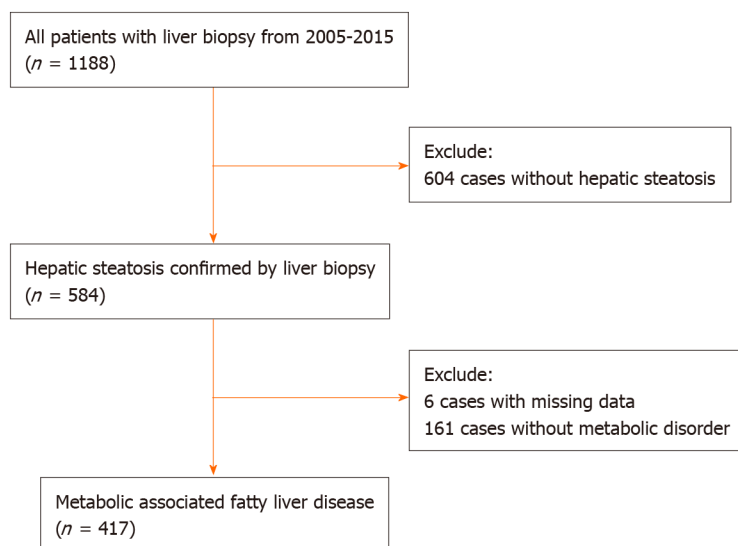 All patients with liver biopsy from 2005-2015
(n = 1188)
Exclude:
604 cases without hepatic steatosis
Hepatic steatosis confirmed by liver biopsy
(n = 584)
Exclude:
6 cases with missing data
161 cases without metabolic disorder
Metabolic associated fatty liver disease
(n = 417)